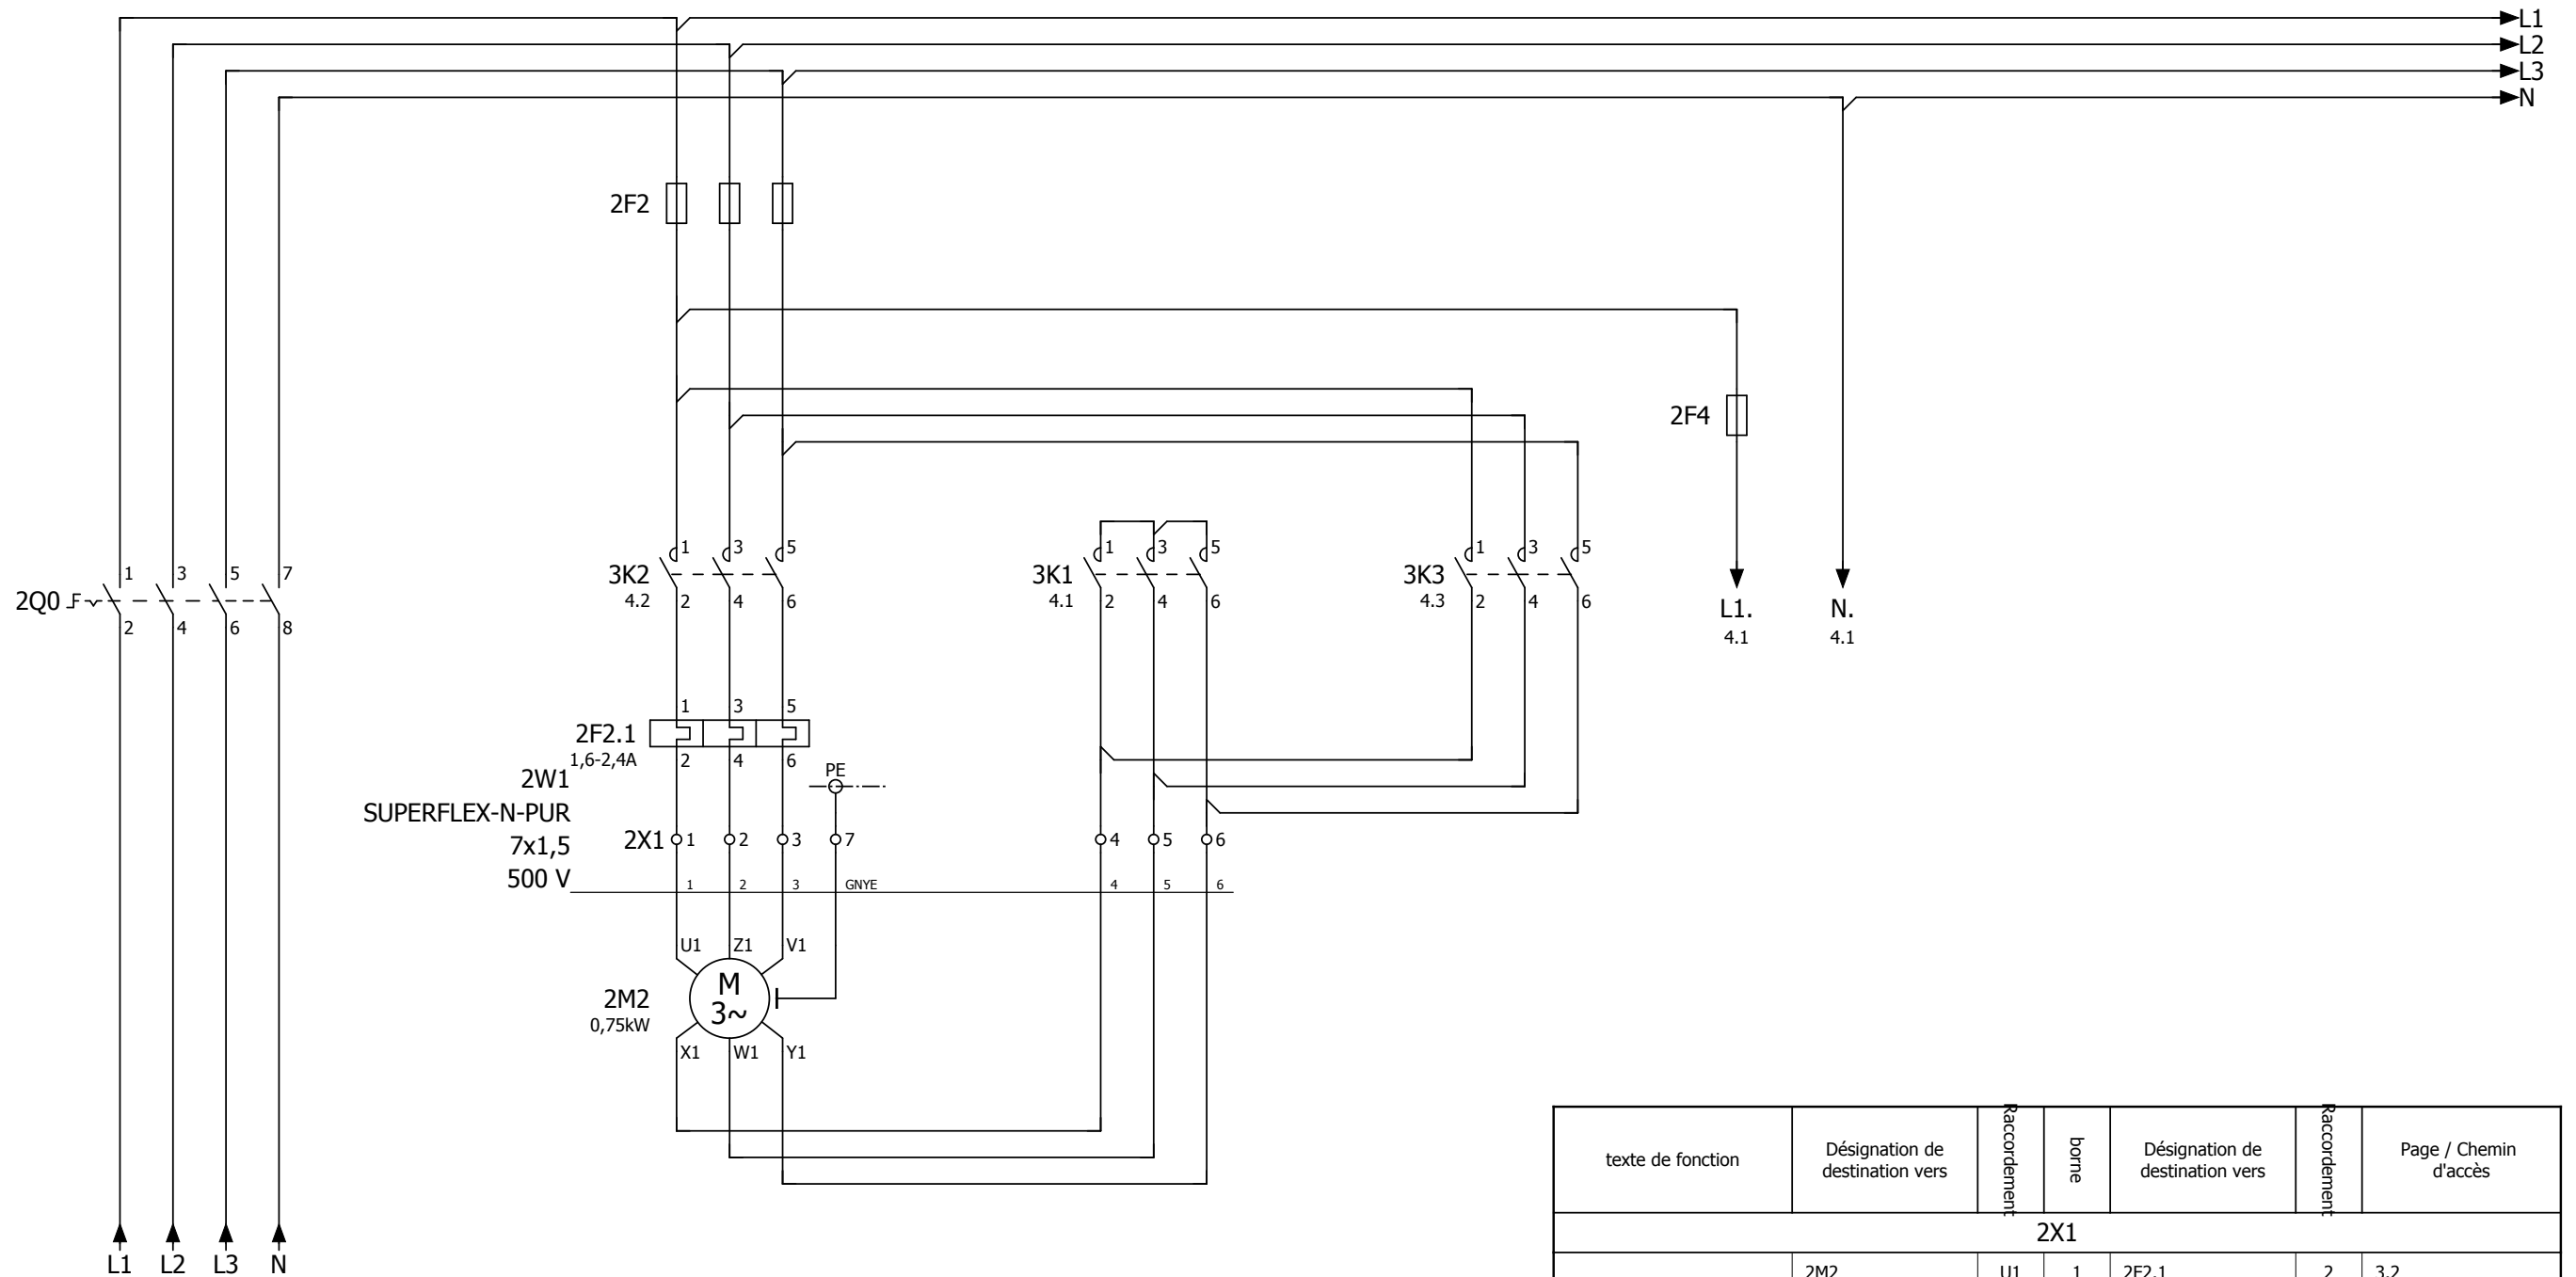 L1
L2
L3
N
2F2
2F4
1 3 5
3K2
4.2
2 4 6
1 3 5
3K1
4.1
2 4 6
1 3 5
3K3
4.3
2 4 6
1 3 5 7
2Q0
2 4 6 8
L1.
4.1
N.
4.1
1 3 5
2F2.1
1,6-2,4A
2 4 6
PE
2W1
SUPERFLEX-N-PUR
7x1,5
500 V
2X1 1 2 3 7 4 5 6
1 2 3 GNYE 4 5 6
U1 Z1 V1
M
3~
2M2
0,75kW
X1 W1 Y1
L1 L2 L3 N
texte de fonction
Désignation de
destination vers
Raccordement
borne
Désignation de
destination vers
Raccordement
Page / Chemin
d'accès
2X1
2M2 U1 1 2F2.1 2 3.2